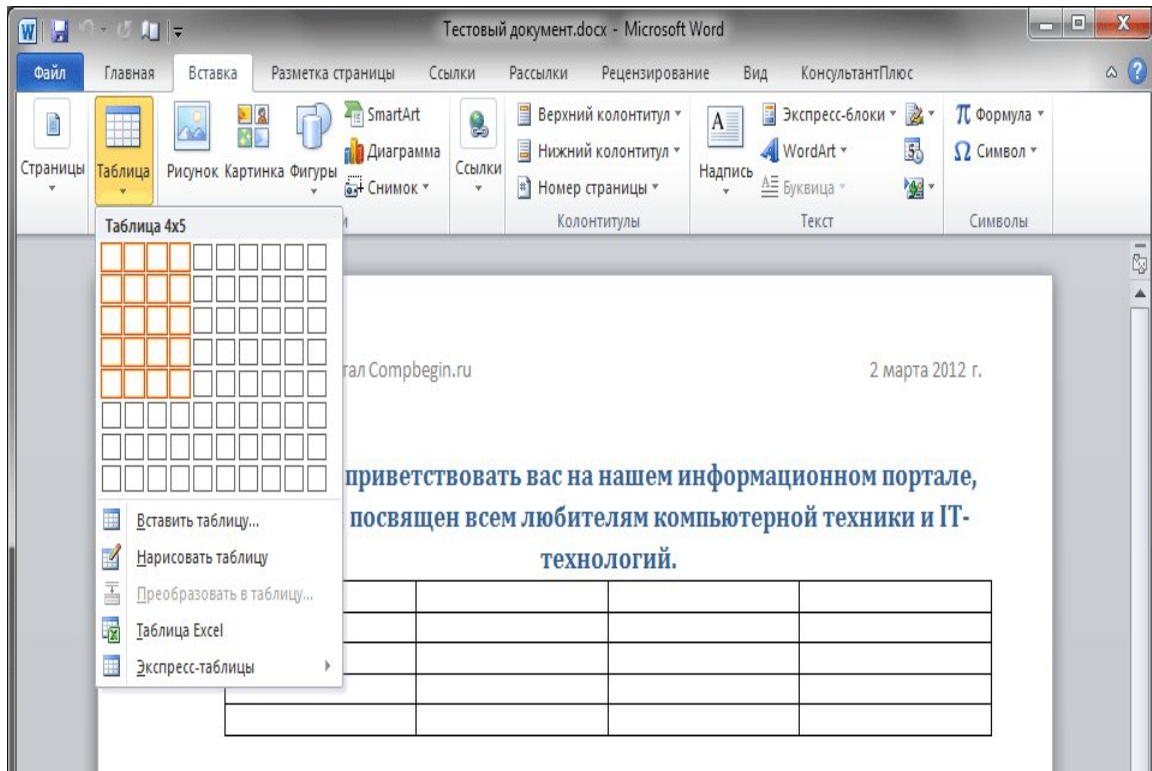 Тестовый документ.docx - Microsoft Word
Файл Главная Вставка Разметка страницы Ссылки Рассылки Рецензирование Вид КонсультантПлюс
Страницы
Таблица
Рисунок Картинка Фигуры
SmartArt
Диаграмма
Снимок
Ссылки
Верхний колонтитул
Нижний колонтитул
Номер страницы
Колонтитулы
Надпись
Экспресс-блоки
WordArt
Буквица
Текст
Формула
Символ
Символы
Таблица 4x5
Вставить таблицу...
Нарисовать таблицу
Преобразовать в таблицу...
Таблица Excel
Экспресс-таблицы
Compbegin.ru 2 марта 2012 г.
приветствовать вас на нашем информационном портале,
посвящен всем любителям компьютерной техники и IT-
технологий.